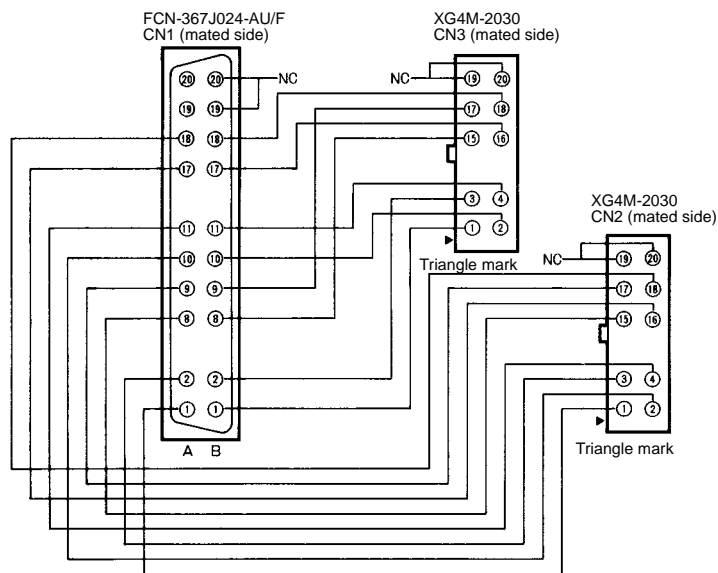 FCN-367J024-AU/F
CN1 (mated side)
XG4M-2030
CN3 (mated side)
20 20 NC
19 19
18 18
17 17
11 11
10 10
9 9
8 8
2 2
1 1
A B
NC 19 20
17 18
15 16
3 4
1 2
Triangle mark
XG4M-2030
CN2 (mated side)
NC 19 20
17 18
15 16
3 4
1 2
Triangle mark